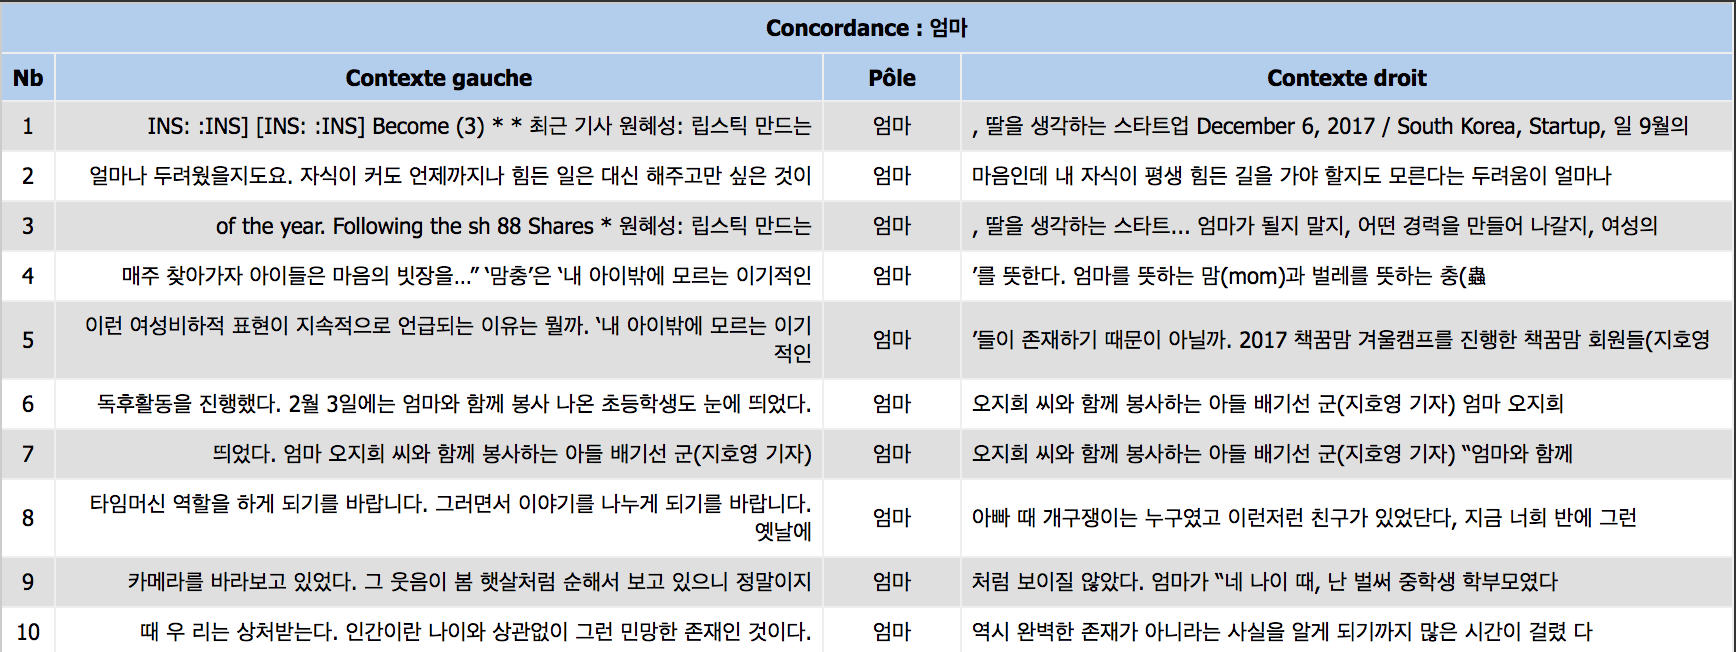 Concordance : 엄마
Nb Contexte gauche Pôle Contexte droit
1 INS: :INS] [INS: :INS] Become (3) * * 최근 기사 원혜성: 립스틱 만드는 엄마 , 딸을 생각하는 스타트업 December 6, 2017 / South Korea, Startup, 일 9월의
2 얼마나 두려웠을지도요. 자식이 커도 언제까지나 힘든 일은 대신 해주고만 싶은 것이 엄마 마음인데 내 자식이 평생 힘든 길을 가야 할지도 모른다는 두려움이 얼마나
3 of the year. Following the sh 88 Shares * 원혜성: 립스틱 만드는 엄마 , 딸을 생각하는 스타트... 엄마가 될지 말지, 어떤 경력을 만들어 나갈지, 여성의
4 매주 찾아가자 아이들은 마음의 빗장을...” ‘맘충’은 ‘내 아이밖에 모르는 이기적인 엄마 ’를 뜻한다. 엄마를 뜻하는 맘(mom)과 벌레를 뜻하는 충(蟲
5 이런 여성비하적 표현이 지속적으로 언급되는 이유는 뭘까. ‘내 아이밖에 모르는 이기
적인 엄마 ’들이 존재하기 때문이 아닐까. 2017 책꿈맘 겨울캠프를 진행한 책꿈맘 회원들(지호영
6 독후활동을 진행했다. 2월 3일에는 엄마와 함께 봉사 나온 초등학생도 눈에 띄었다. 엄마 오지희 씨와 함께 봉사하는 아들 배기선 군(지호영 기자) 엄마 오지희
7 띄었다. 엄마 오지희 씨와 함께 봉사하는 아들 배기선 군(지호영 기자) 엄마 오지희 씨와 함께 봉사하는 아들 배기선 군(지호영 기자) “엄마와 함께
8 타임머신 역할을 하게 되기를 바랍니다. 그러면서 이야기를 나누게 되기를 바랍니다.
옛날에 엄마 아빠 때 개구쟁이는 누구였고 이런저런 친구가 있었단다, 지금 너희 반에 그런
9 카메라를 바라보고 있었다. 그 웃음이 봄 햇살처럼 순해서 보고 있으니 정말이지 엄마 처럼 보이질 않았다. 엄마가 “네 나이 때, 난 벌써 중학생 학부모였다
10 때 우 리는 상처받는다. 인간이란 나이와 상관없이 그런 민망한 존재인 것이다. 엄마 역시 완벽한 존재가 아니라는 사실을 알게 되기까지 많은 시간이 걸렸 다